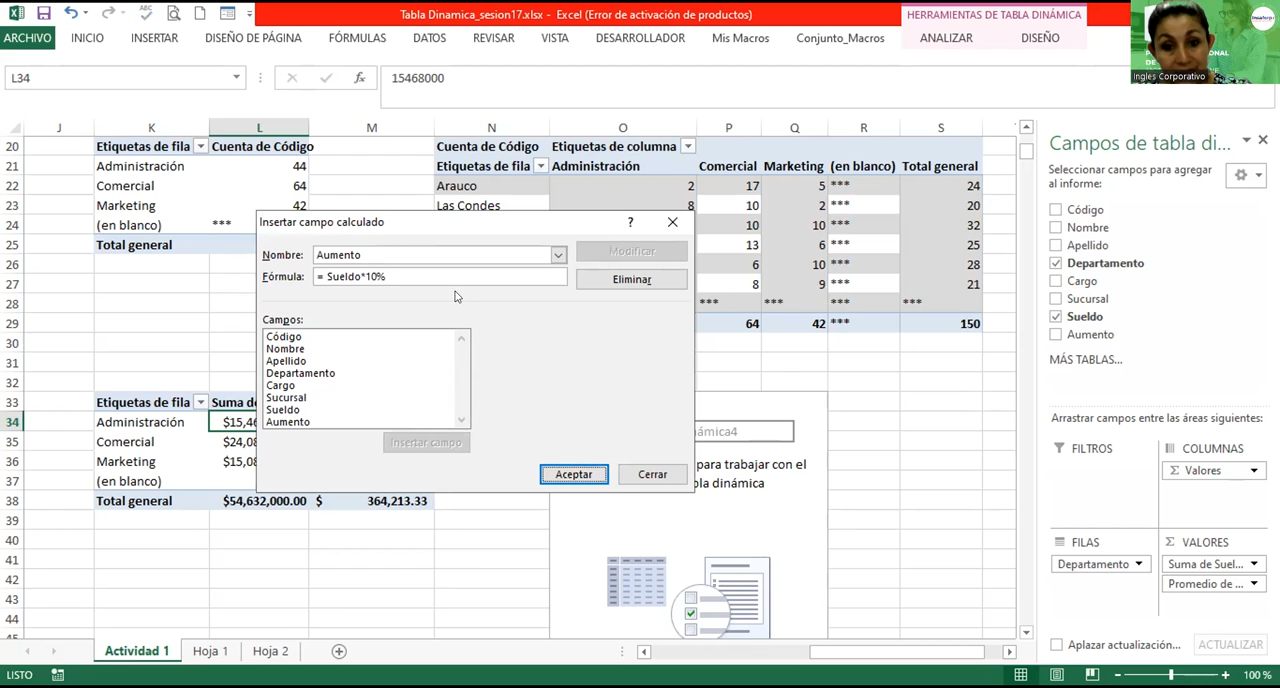 Tabla Dinamica_sesion17.xlsx - Excel (Error de activación de productos)
HERRAMIENTAS DE TABLA DINÁMICA
ARCHIVO INICIO INSERTAR DISEÑO DE PÁGINA FÓRMULAS DATOS REVISAR VISTA DESARROLLADOR Mis Macros Conjunto_Macros ANALIZAR DISEÑO
Ingles Corporativo
L34 fx 15468000
J K L M N O P Q R S
20 Etiquetas de fila Cuenta de Código Cuenta de Código Etiquetas de columna
21 Administración 44 Etiquetas de fila Administración Comercial Marketing (en blanco) Total general
22 Comercial 64 Arauco 2 17 5 *** 24
23 Marketing 42 Las Condes 8 10 2 *** 20
24 (en blanco) *** 10 10 *** 32
25 Total general 13 6 *** 25
26 6 10 *** 28
27 8 9 *** 21
28 *** *** *** ***
29 64 42 *** 150
30
31
32
33 Etiquetas de fila Suma de
34 Administración $15,46
35 Comercial $24,08
36 Marketing $15,08
37 (en blanco)
38 Total general $54,632,000.00 $ 364,213.33
39
40
41
42
43
44
Insertar campo calculado ?
Nombre: Aumento Modificar
Fórmula: = Sueldo*10% Eliminar
Campos:
Código
Nombre
Apellido
Departamento
Cargo
Sucursal
Sueldo
Aumento
Insertar campo
Aceptar Cerrar
námica4
para trabajar con el
bla dinámica
Campos de tabla di...
Seleccionar campos para agregar
al informe:
Código
Nombre
Apellido
Departamento
Cargo
Sucursal
Sueldo
Aumento
MÁS TABLAS...
Arrastrar campos entre las áreas siguientes:
FILTROS COLUMNAS
Σ Valores
FILAS Σ VALORES
Departamento Suma de Suel...
Promedio de ...
Aplazar actualización... ACTUALIZAR
Actividad 1 Hoja 1 Hoja 2
LISTO 100 %